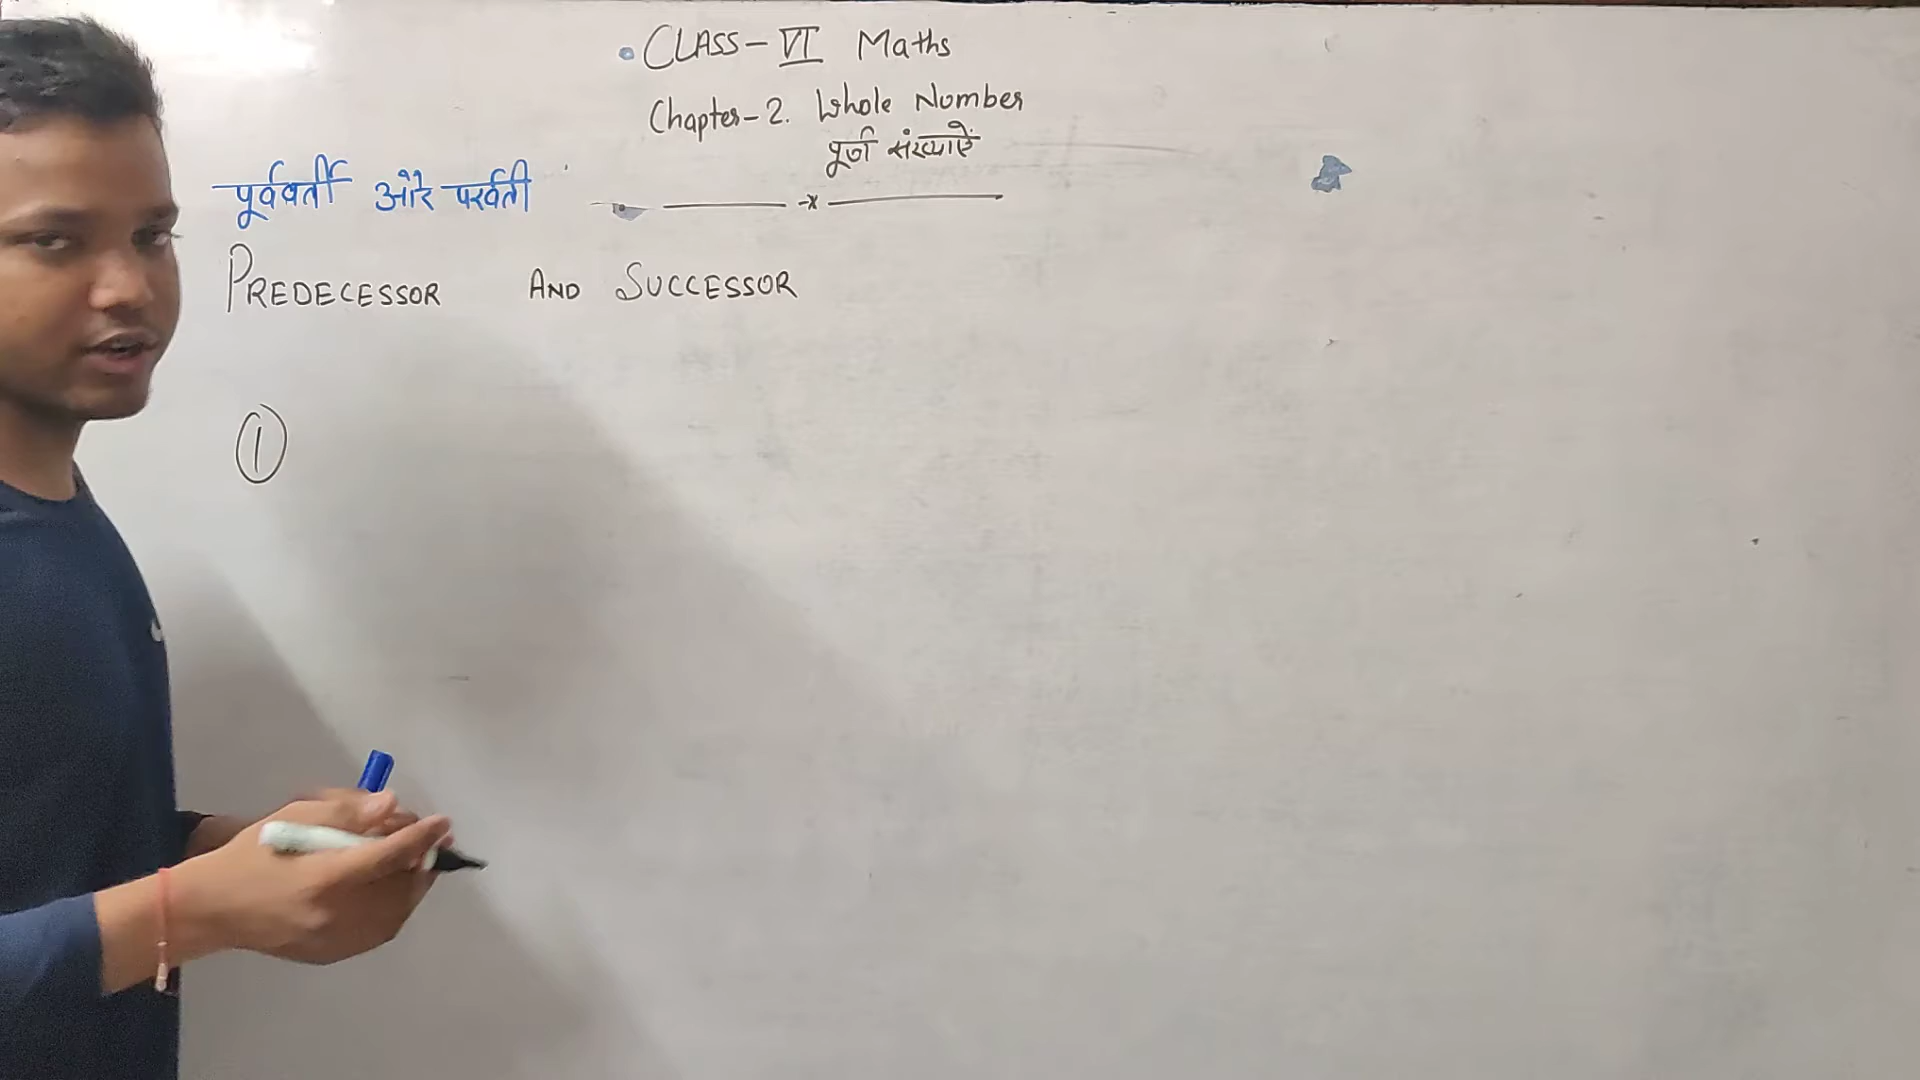 CLASS - VI Maths
Chapter - 2. Whole Number
पूर्ण संख्याऐं
पूर्ववर्ती और परवर्ती
PREDECESSOR AND SUCCESSOR
①